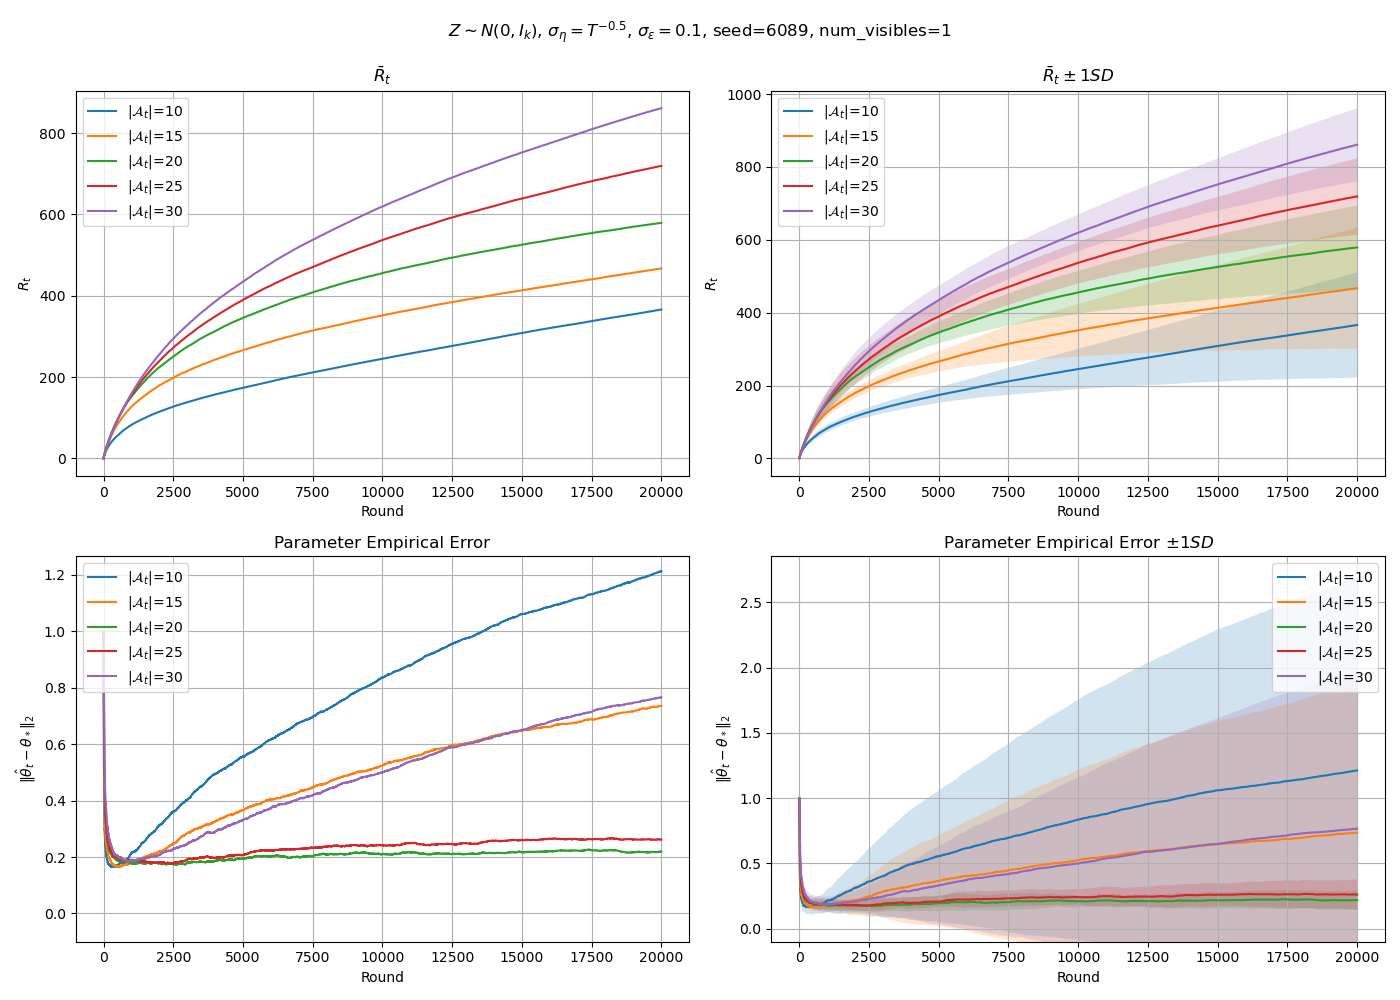 Z ∼ N(0, I_k), σ_η = T^{−0.5}, σ_ε = 0.1, seed=6089, num_visibles=1
R̄_t
|𝒜_t|=10
|𝒜_t|=15
|𝒜_t|=20
|𝒜_t|=25
|𝒜_t|=30
R_t
800
600
400
200
0
0 2500 5000 7500 10000 12500 15000 17500 20000
Round
R̄_t ± 1SD
|𝒜_t|=10
|𝒜_t|=15
|𝒜_t|=20
|𝒜_t|=25
|𝒜_t|=30
R_t
1000
800
600
400
200
0
0 2500 5000 7500 10000 12500 15000 17500 20000
Round
Parameter Empirical Error
|𝒜_t|=10
|𝒜_t|=15
|𝒜_t|=20
|𝒜_t|=25
|𝒜_t|=30
‖θ̂_t − θ_*‖_2
1.2
1.0
0.8
0.6
0.4
0.2
0.0
0 2500 5000 7500 10000 12500 15000 17500 20000
Round
Parameter Empirical Error ±1SD
|𝒜_t|=10
|𝒜_t|=15
|𝒜_t|=20
|𝒜_t|=25
|𝒜_t|=30
‖θ̂_t − θ_*‖_2
2.5
2.0
1.5
1.0
0.5
0.0
0 2500 5000 7500 10000 12500 15000 17500 20000
Round